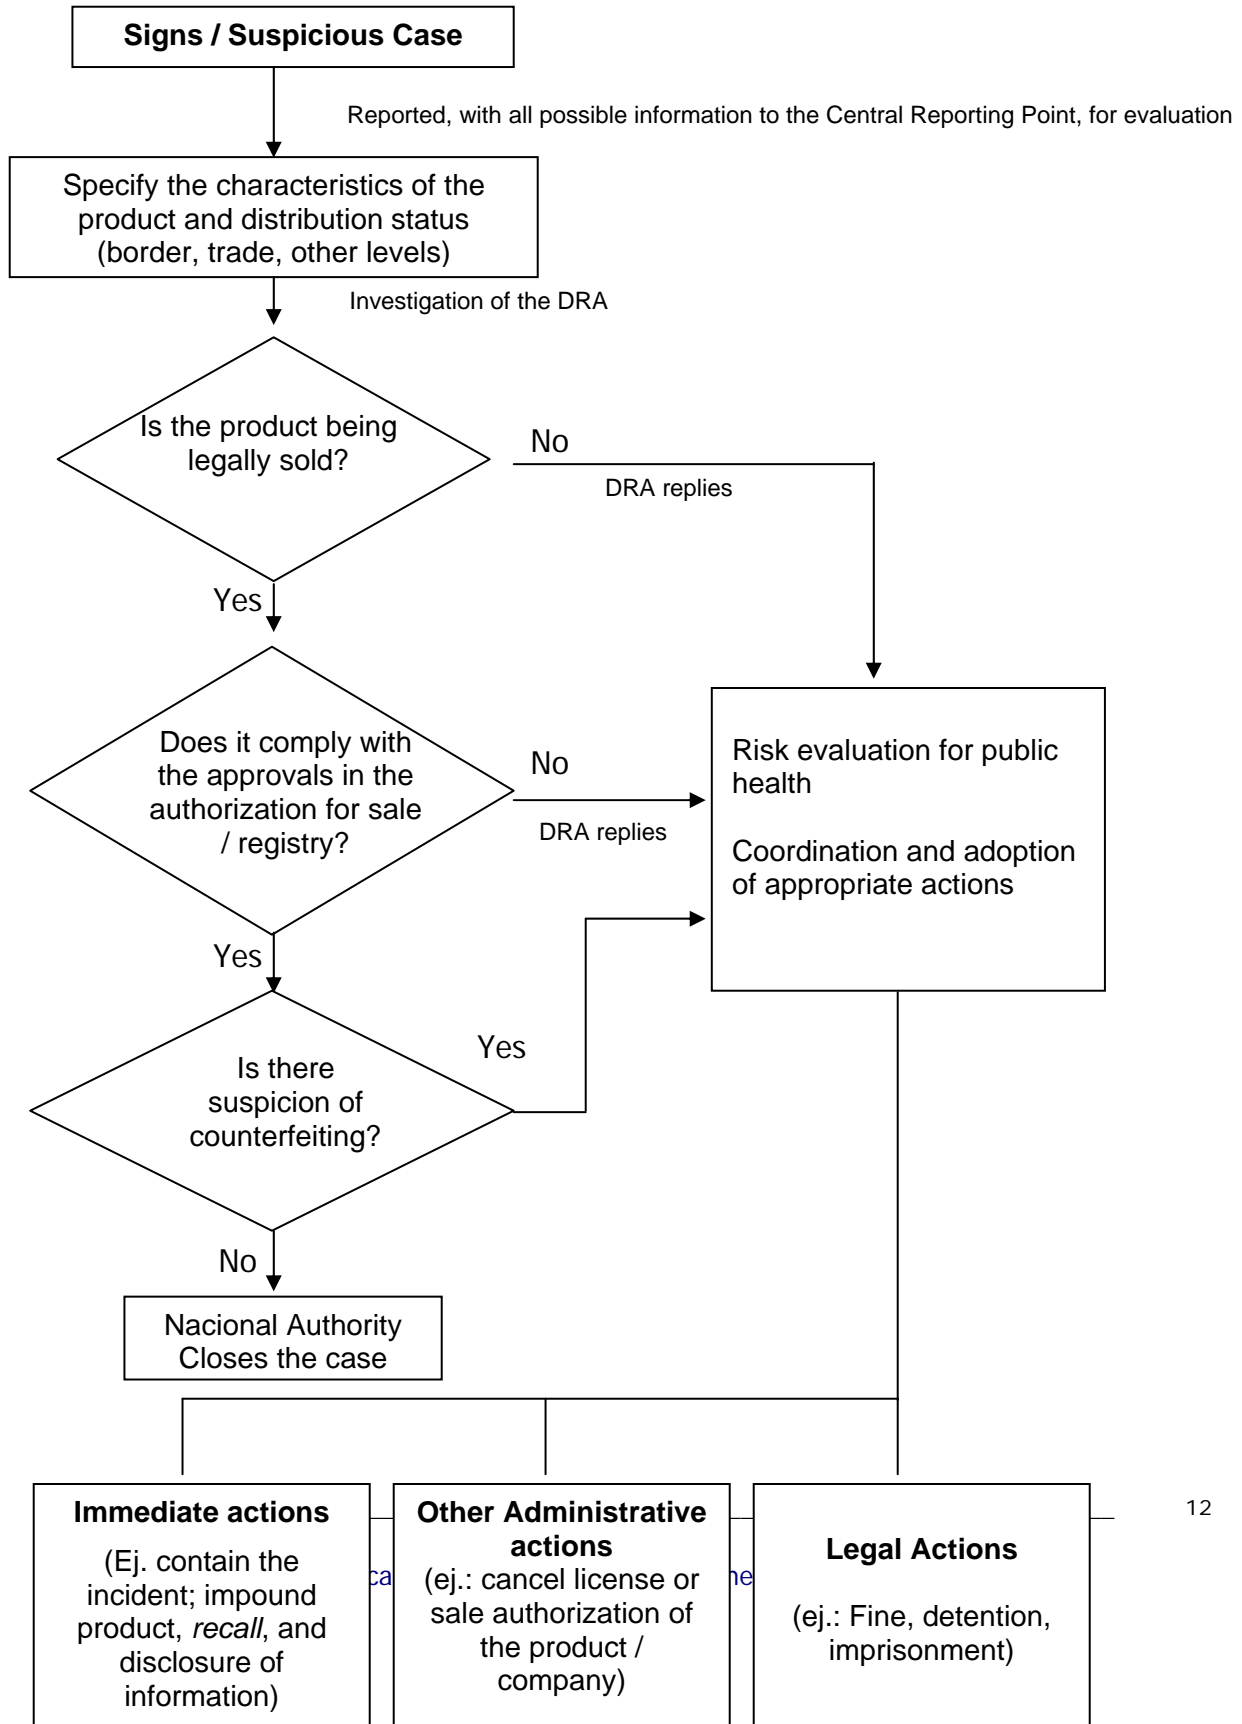 Signs / Suspicious Case
Reported, with all possible information to the Central Reporting Point, for evaluation
Specify the characteristics of the
product and distribution status
(border, trade, other levels)
Investigation of the DRA
Is the product being
legally sold?
No
DRA replies
Yes
Does it comply with
the approvals in the
authorization for sale
/ registry?
No
DRA replies
Risk evaluation for public
health
Coordination and adoption
of appropriate actions
Yes
Is there
suspicion of
counterfeiting?
Yes
No
Nacional Authority
Closes the case
Immediate actions
(Ej. contain the
incident; impound
product, recall, and
disclosure of
information)
Other Administrative
actions
(ej.: cancel license or
sale authorization of
the product /
company)
Legal Actions
(ej.: Fine, detention,
imprisonment)
12